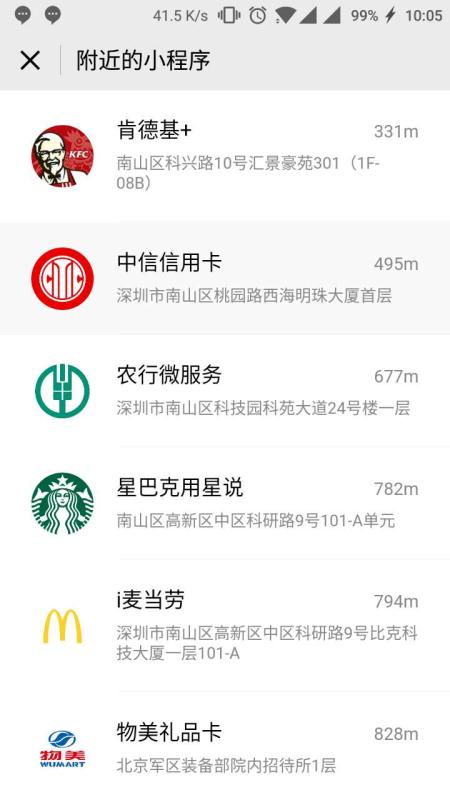 41.5 K/s 99% 10:05
附近的小程序
肯德基+ 331m
KFC
南山区科兴路10号汇景豪苑301（1F-
08B）
中信信用卡 495m
深圳市南山区桃园路西海明珠大厦首层
农行微服务 677m
深圳市南山区科技园科苑大道24号楼一层
星巴克用星说 782m
南山区高新区中区科研路9号101-A单元
i麦当劳 794m
深圳市南山区高新区中区科研路9号比克科
技大厦一层101-A
物美礼品卡 828m
物美
WUMART
北京军区装备部院内招待所1层